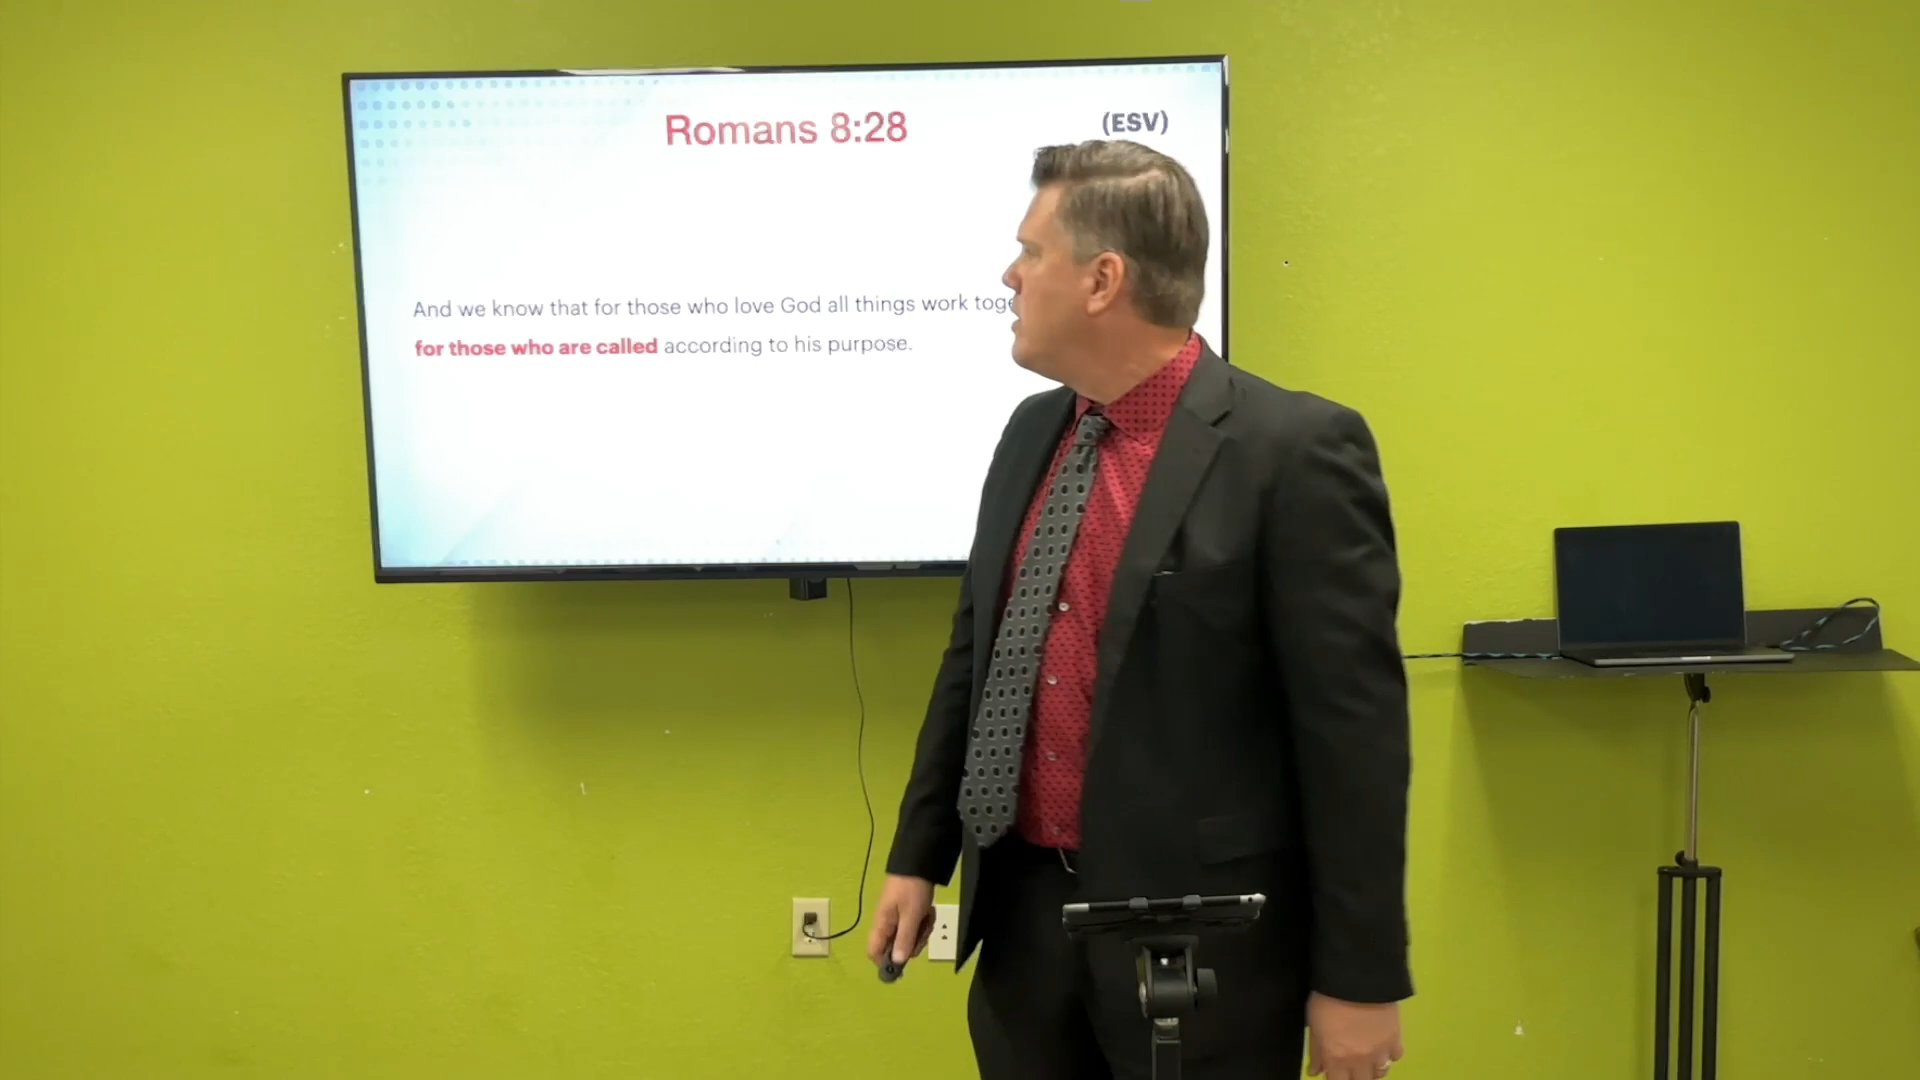 Romans 8:28
(ESV)
And we know that for those who love God all things work
for those who are called according to his purpose.